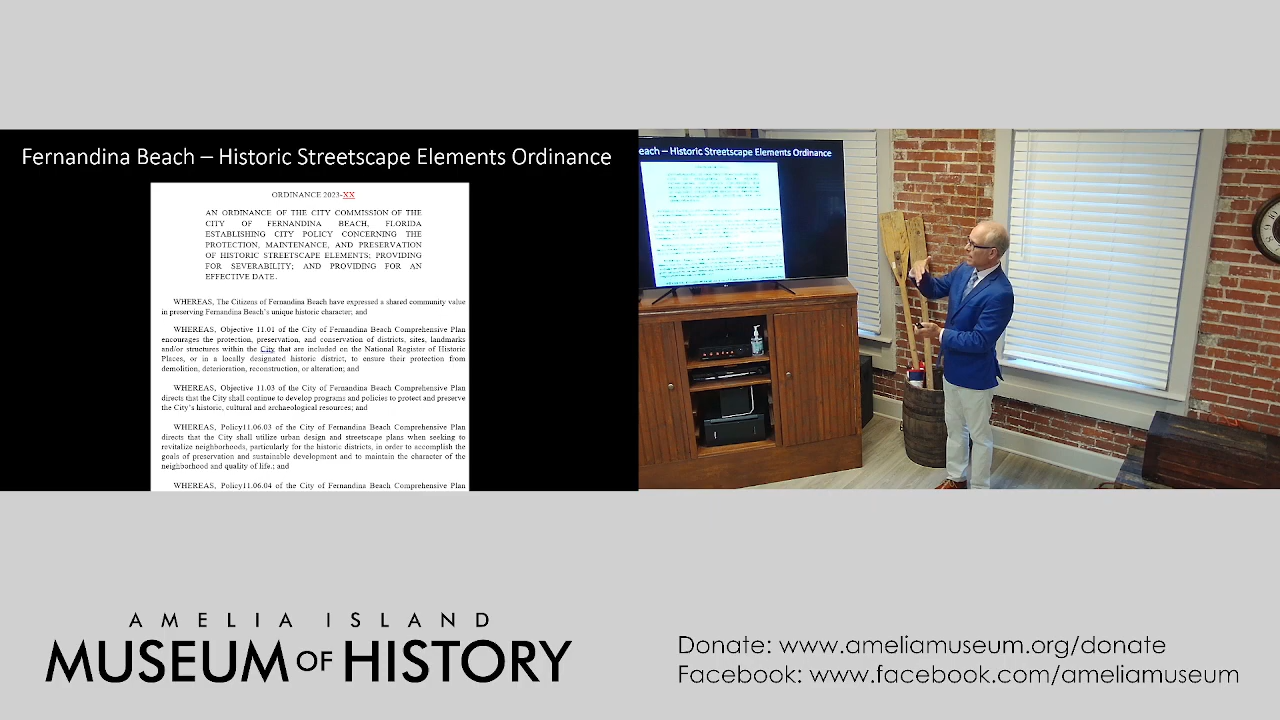 Fernandina Beach – Historic Streetscape Elements Ordinance
ORDINANCE 2023-XX
AN ORDINANCE OF THE CITY COMMISSION OF THE
CITY OF FERNANDINA BEACH, FLORIDA
ESTABLISHING CITY POLICY CONCERNING THE
PROTECTION, MAINTENANCE, AND PRESERVATION
OF HISTORIC STREETSCAPE ELEMENTS; PROVIDING
FOR SEVERABILITY; AND PROVIDING FOR AN
EFFECTIVE DATE.
WHEREAS, The Citizens of Fernandina Beach have expressed a shared community value
in preserving Fernandina Beach's unique historic character; and
WHEREAS, Objective 11.01 of the City of Fernandina Beach Comprehensive Plan
encourages the protection, preservation, and conservation of districts, sites, landmarks
and/or structures within the City that are included on the National Register of Historic
Places, or in a locally designated historic district, to ensure their protection from
demolition, deterioration, reconstruction, or alteration; and
WHEREAS, Objective 11.03 of the City of Fernandina Beach Comprehensive Plan
directs that the City shall continue to develop programs and policies to protect and preserve
the City's historic, cultural and archaeological resources; and
WHEREAS, Policy11.06.03 of the City of Fernandina Beach Comprehensive Plan
directs that the City shall utilize urban design and streetscape plans when seeking to
revitalize neighborhoods, particularly for the historic districts, in order to accomplish the
goals of preservation and sustainable development and to maintain the character of the
neighborhood and quality of life.; and
WHEREAS, Policy11.06.04 of the City of Fernandina Beach Comprehensive Plan
each – Historic Streetscape Elements Ordinance
AMELIA ISLAND
MUSEUM OF HISTORY
Donate: www.ameliamuseum.org/donate
Facebook: www.facebook.com/ameliamuseum